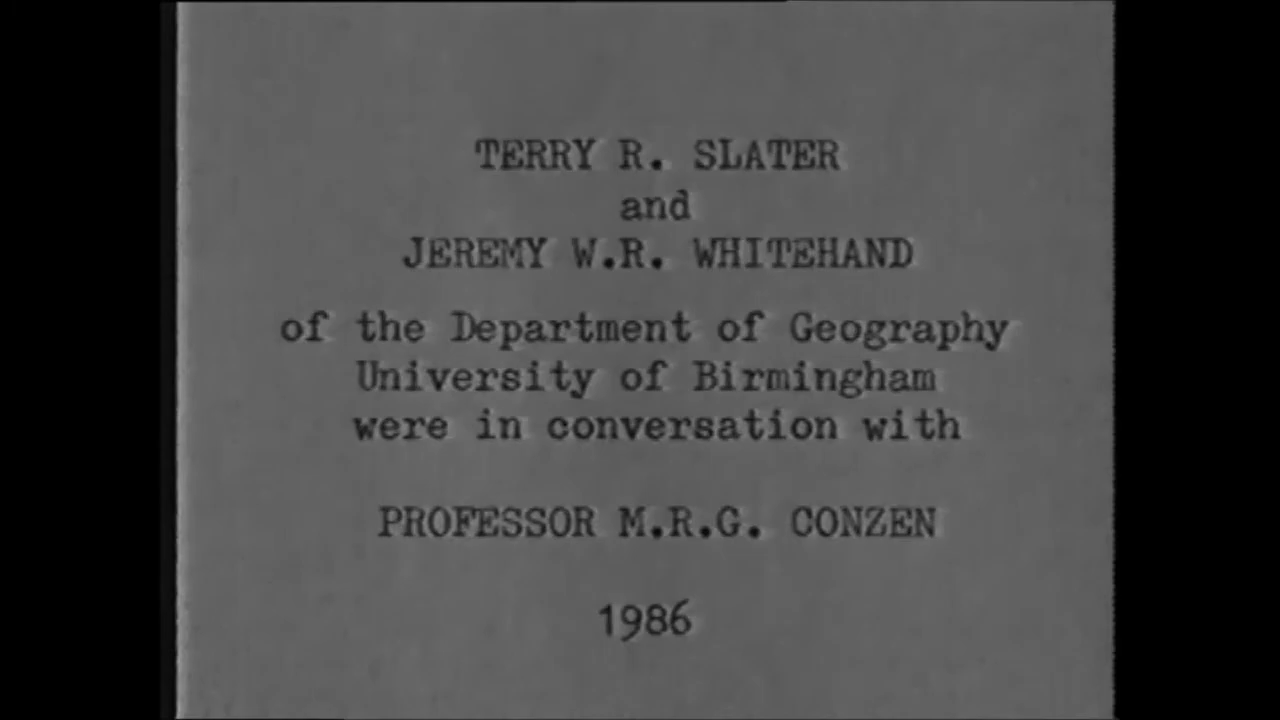 TERRY R. SLATER
and
JEREMY W.R. WHITEHAND
of the Department of Geography
University of Birmingham
were in conversation with
PROFESSOR M.R.G. CONZEN
1986